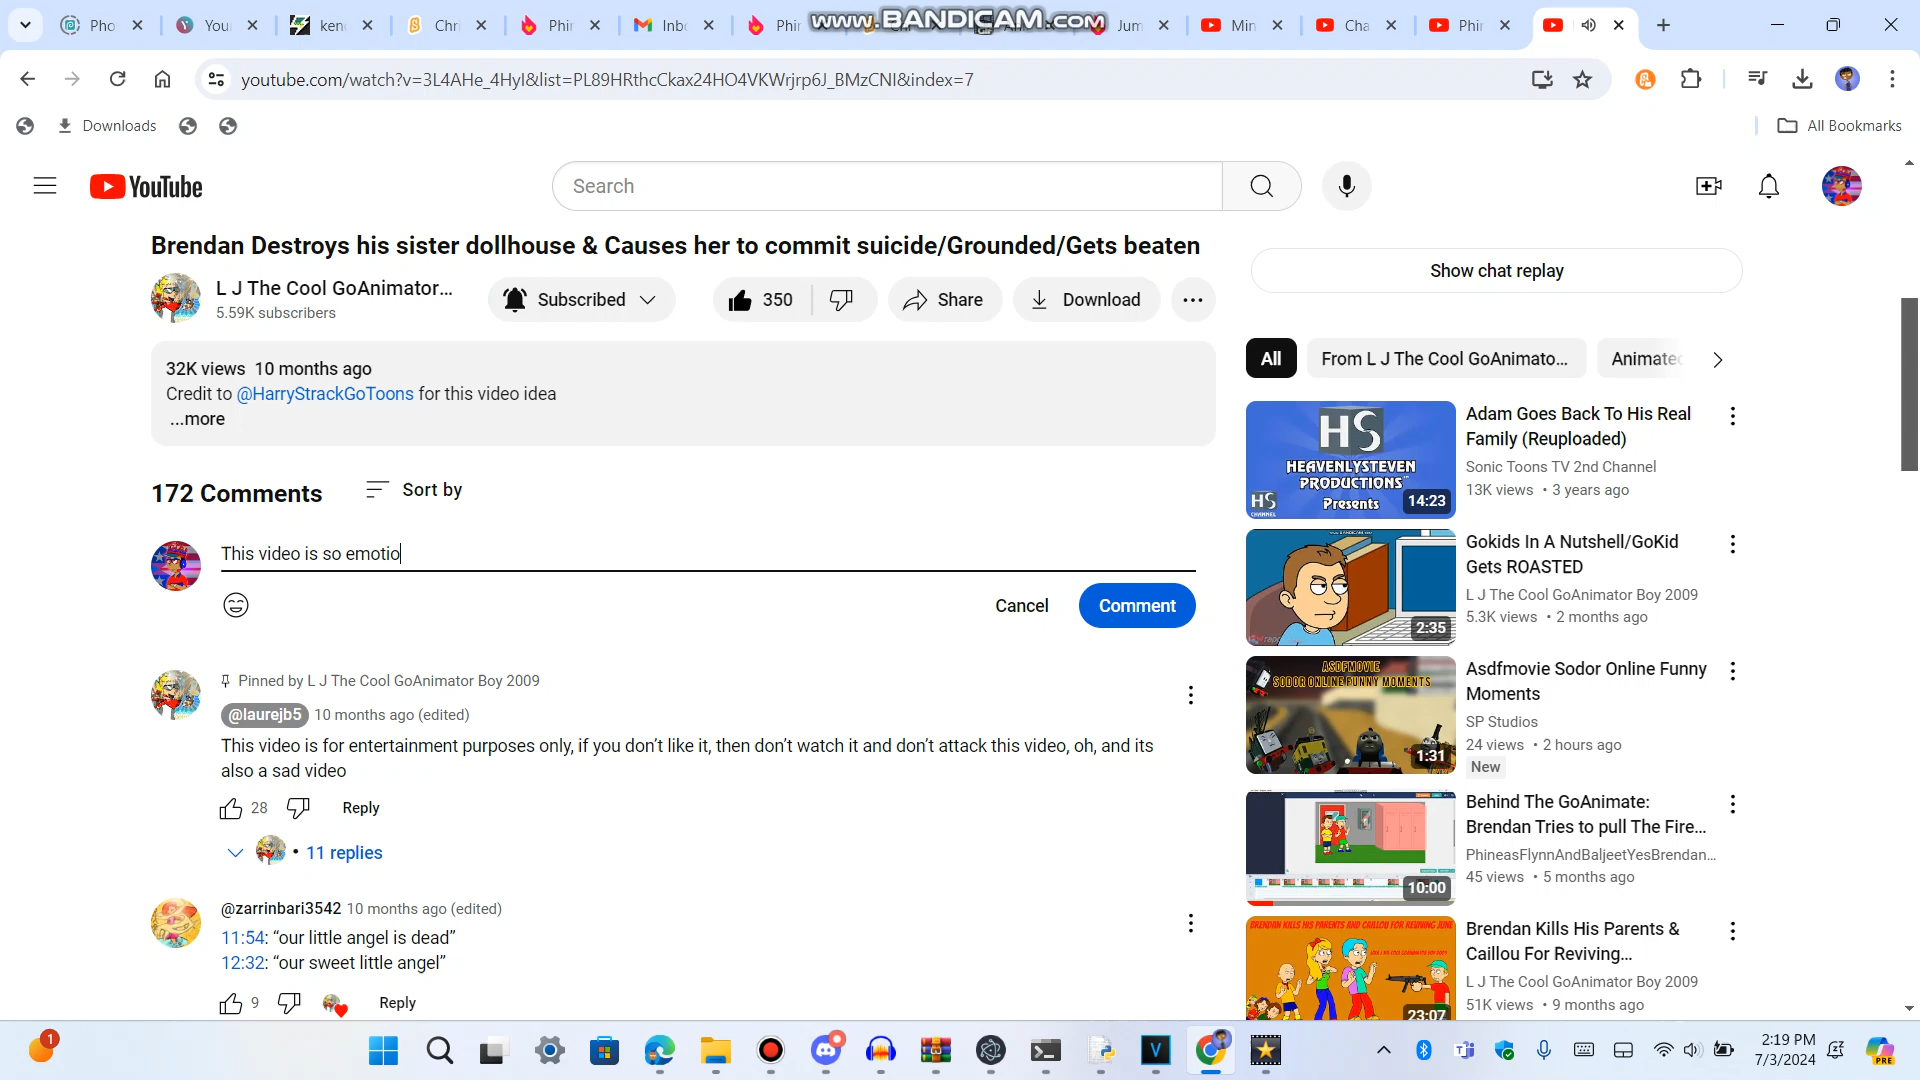 Pho
You
ken
Chri
Phin
Inbo
Phin
www.BANDICAM.com
Jum
Min
Cha
Phin
youtube.com/watch?v=3L4AHe_4HyI&list=PL89HRthcCkax24HO4VKWrjrp6J_BMzCNI&index=7
Downloads
All Bookmarks
YouTube
Search
Brendan Destroys his sister dollhouse & Causes her to commit suicide/Grounded/Gets beaten
L J The Cool GoAnimator...
5.59K subscribers
Subscribed
350
Share
Download
32K views 10 months ago
Credit to @HarryStrackGoToons for this video idea
...more
172 Comments
Sort by
This video is so emotio
Cancel
Comment
Pinned by L J The Cool GoAnimator Boy 2009
@laurejb5 10 months ago (edited)
This video is for entertainment purposes only, if you don’t like it, then don’t watch it and don’t attack this video, oh, and its
also a sad video
28
Reply
11 replies
@zarrinbari3542 10 months ago (edited)
11:54: “our little angel is dead”
12:32: “our sweet little angel”
9
Reply
Show chat replay
All
From L J The Cool GoAnimato...
Animated
HS
HEAVENLYSTEVEN
PRODUCTIONS
Presents
HS
CHANNEL
14:23
Adam Goes Back To His Real
Family (Reuploaded)
Sonic Toons TV 2nd Channel
13K views • 3 years ago
2:35
Gokids In A Nutshell/GoKid
Gets ROASTED
L J The Cool GoAnimator Boy 2009
5.3K views • 2 months ago
ASDFMOVIE
SODOR ONLINE FUNNY MOMENTS
1:31
Asdfmovie Sodor Online Funny
Moments
SP Studios
24 views • 2 hours ago
New
10:00
Behind The GoAnimate:
Brendan Tries to pull The Fire...
PhineasFlynnAndBaljeetYesBrendan...
45 views • 5 months ago
BRENDAN KILLS HIS PARENTS AND CAILLOU FOR REVIVING JUNE
23:07
Brendan Kills His Parents &
Caillou For Reviving...
L J The Cool GoAnimator Boy 2009
51K views • 9 months ago
1
V
2:19 PM
7/3/2024
PRE